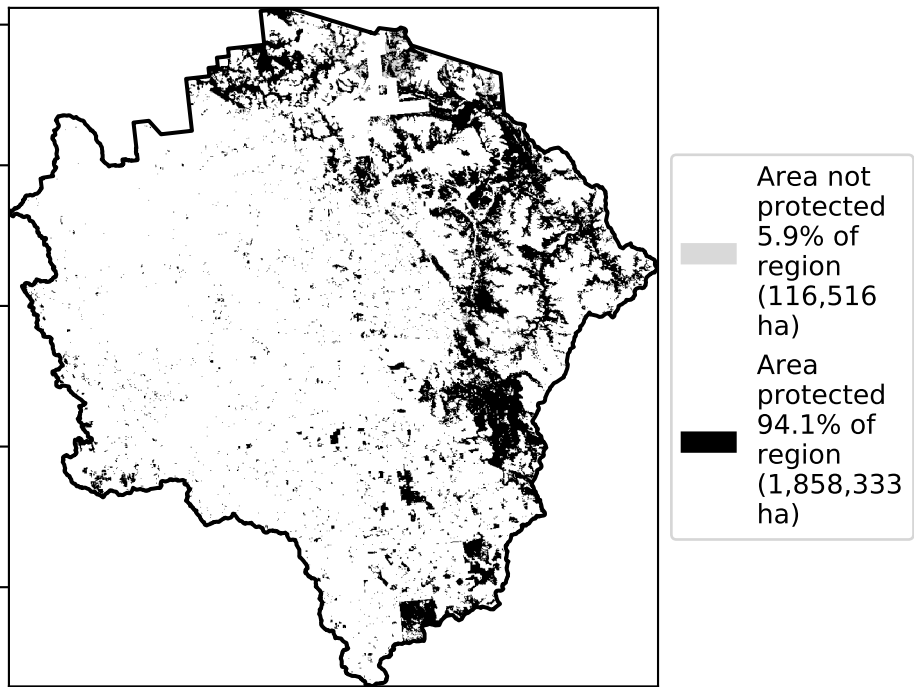 Area not
protected
5.9% of
region
(116,516
ha)
Area
protected
94.1% of
region
(1,858,333
ha)